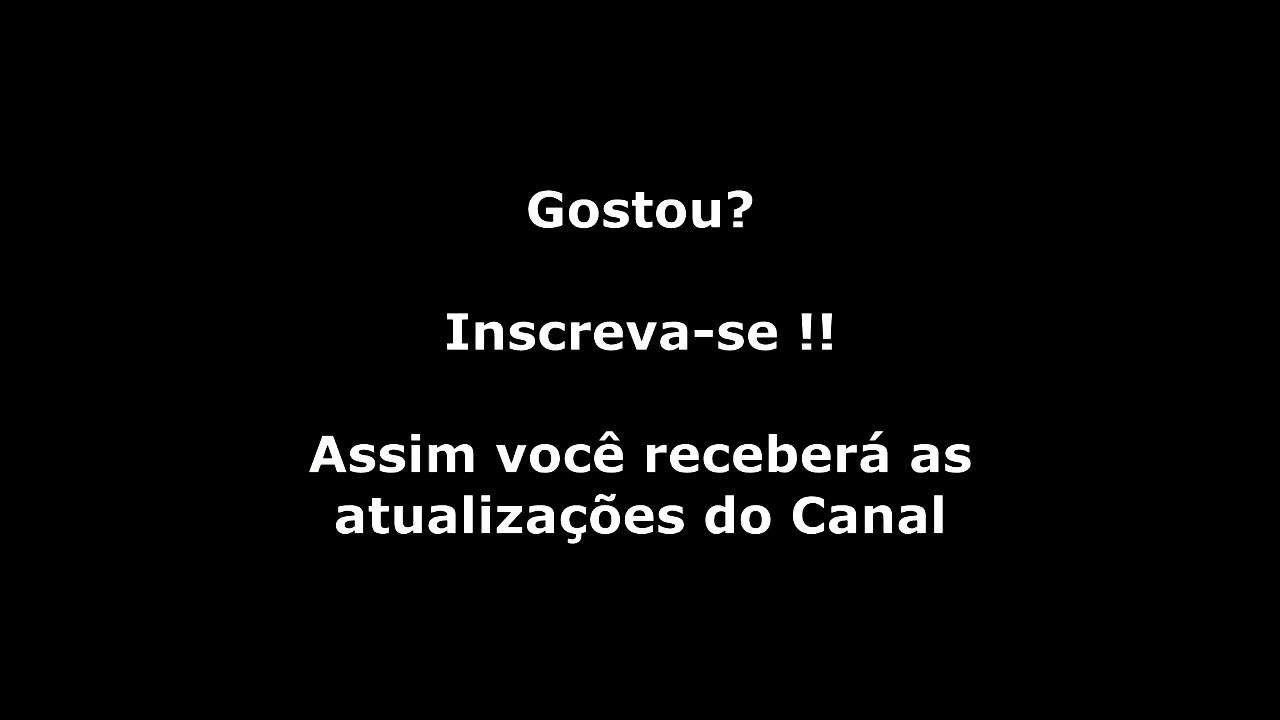 Gostou?
Inscreva-se !!
Assim você receberá as
atualizações do Canal